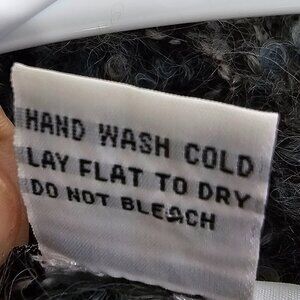 HAND WASH COLD
LAY FLAT TO DRY
DO NOT BLEACH